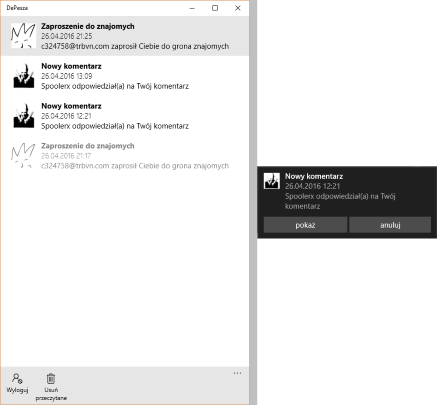 DePesza
Zaproszenie do znajomych
26.04.2016 21:25
c324758@trbvn.com zaprosił Ciebie do grona znajomych
Nowy komentarz
26.04.2016 13:09
Spoolerx odpowiedział(a) na Twój komentarz
Nowy komentarz
26.04.2016 12:21
Spoolerx odpowiedział(a) na Twój komentarz
Zaproszenie do znajomych
26.04.2016 21:17
c324758@trbvn.com zaprosił Ciebie do grona znajomych
Wyloguj
Usuń
przeczytane
Nowy komentarz
26.04.2016 12:21
Spoolerx odpowiedział(a) na Twój
komentarz
pokaż
anuluj